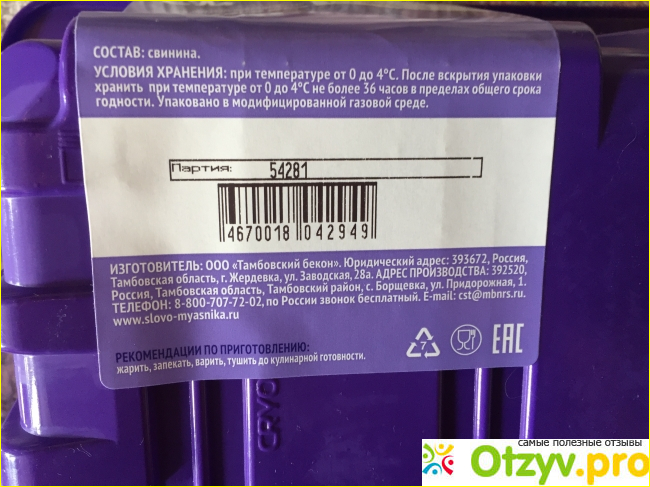 СОСТАВ: свинина.
УСЛОВИЯ ХРАНЕНИЯ: при температуре от 0 до 4°С. После вскрытия упаковки
хранить при температуре от 0 до 4°С не более 36 часов в пределах общего срока
годности. Упаковано в модифицированной газовой среде.
Партия: 54281
4670018 042949
ИЗГОТОВИТЕЛЬ: ООО «Тамбовский бекон». Юридический адрес: 393672, Россия,
Тамбовская область, г. Жердевка, ул. Заводская, 28а. АДРЕС ПРОИЗВОДСТВА: 392520,
Россия, Тамбовская область, Тамбовский район, с. Борщевка, ул. Придорожная, 1.
ТЕЛЕФОН: 8-800-707-72-02, по России звонок бесплатный. E-mail: cst@mbnrs.ru
www.slovo-myasnika.ru
РЕКОМЕНДАЦИИ ПО ПРИГОТОВЛЕНИЮ:
жарить, запекать, варить, тушить до кулинарной готовности.
7
EAC
CRYO
самые полезные отзывы
Otzyv.pro